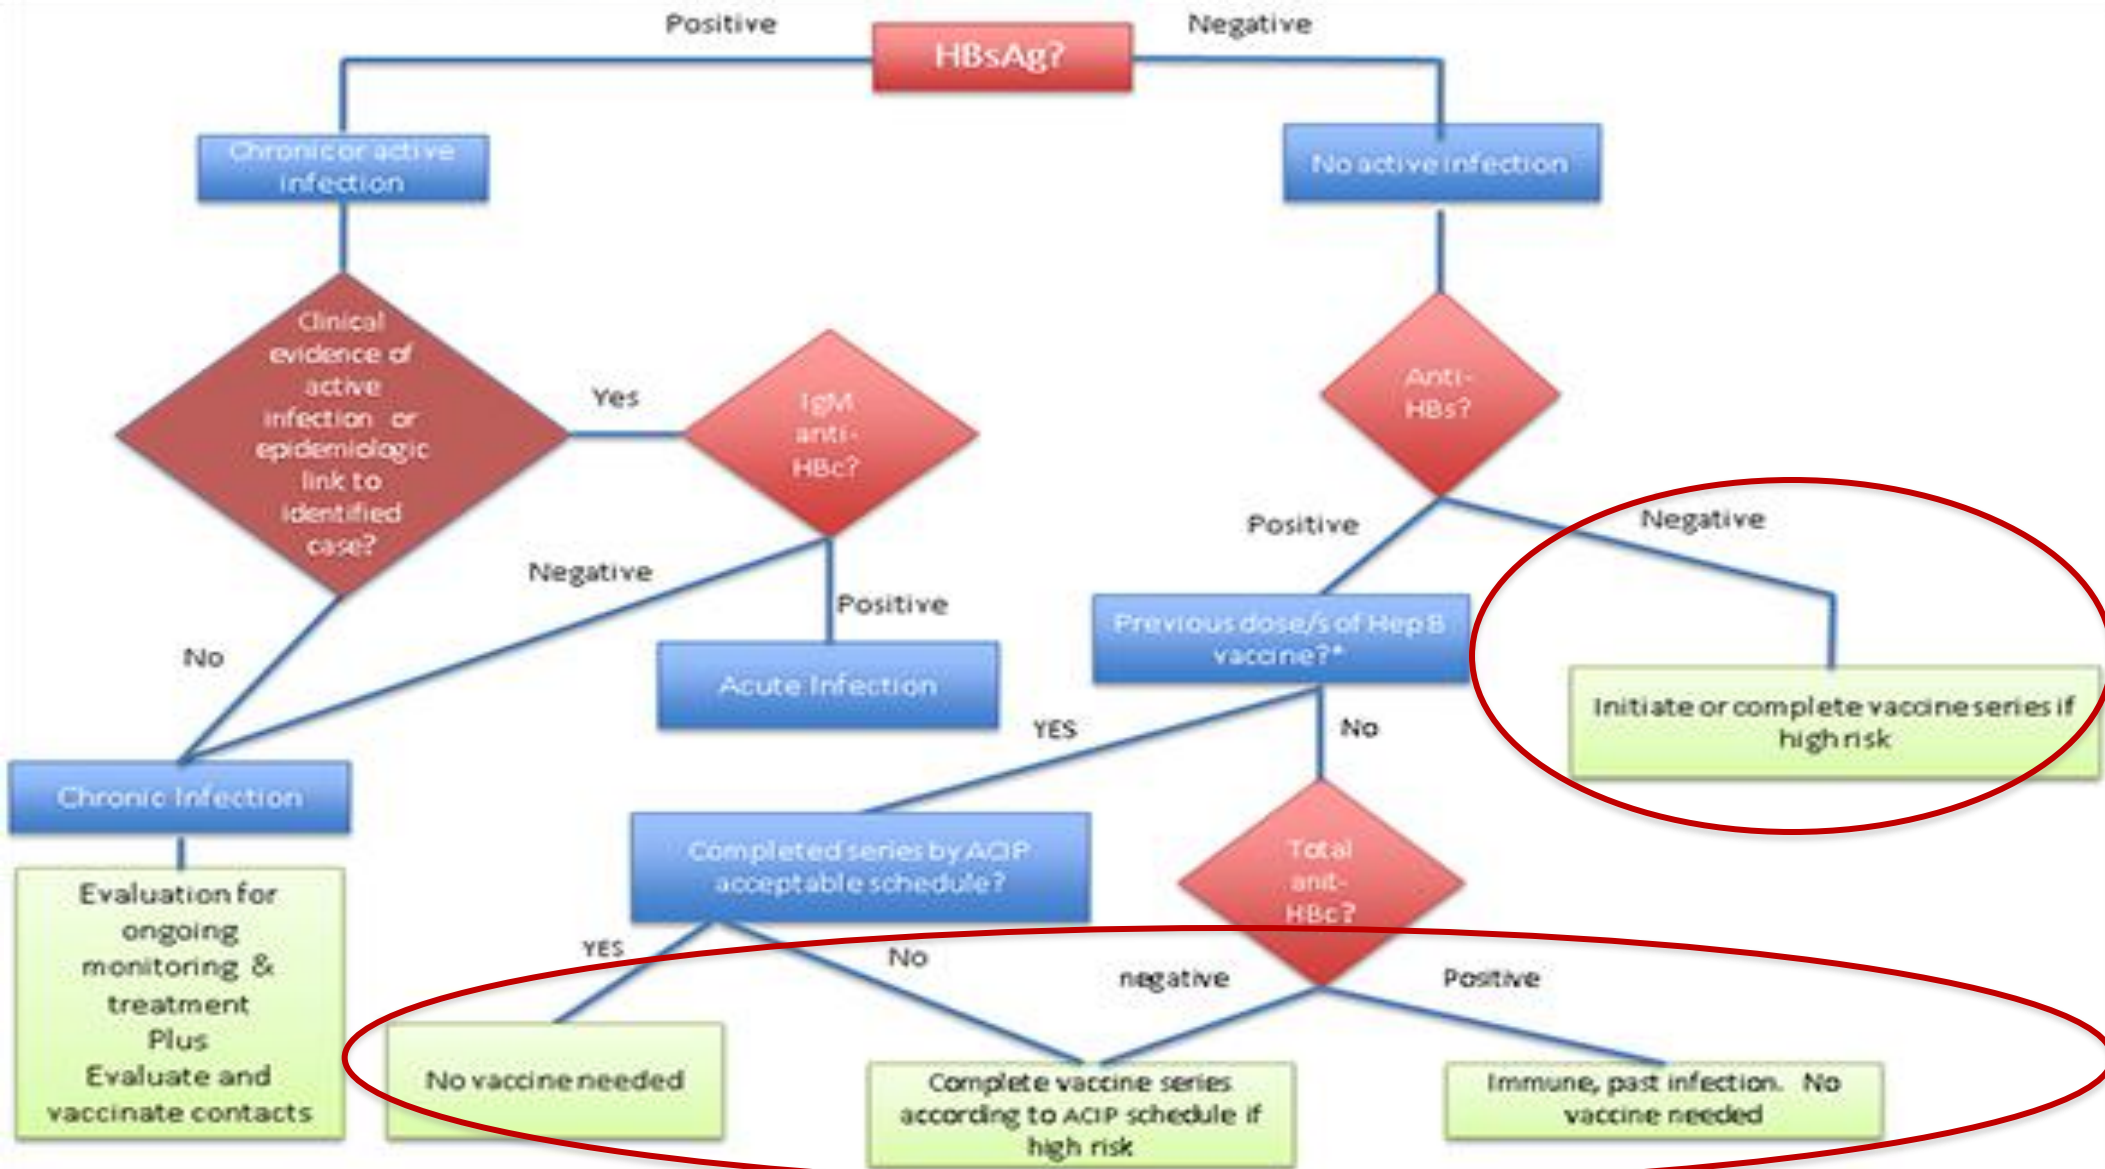 Positive
HBsAg?
Negative
Chronic or active
infection
No active infection
Clinical
evidence of
active
infection or
epidemiologic
link to
identified
case?
Yes
IgM
anti-
HBc?
Anti-
HBs?
Negative
Positive
No
Acute Infection
Positive
Negative
Previous dose/s of Hep B
vaccine?*
Initiate or complete vaccine series if
high risk
YES
No
Chronic Infection
Completed series by ACIP
acceptable schedule?
Total
anit-
HBc?
Evaluation for
ongoing
monitoring &
treatment
Plus
Evaluate and
vaccinate contacts
YES
No
negative
Positive
No vaccine needed
Complete vaccine series
according to ACIP schedule if
high risk
Immune, past infection. No
vaccine needed